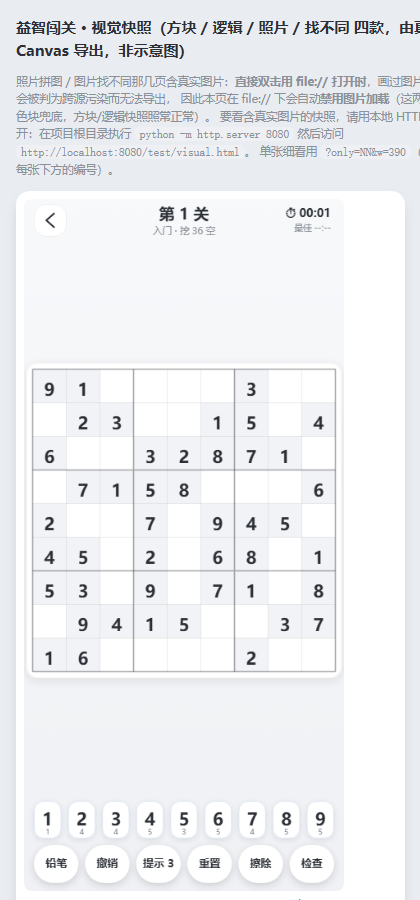 益智闯关 · 视觉快照（方块 / 逻辑 / 照片 / 找不同 四款，由真
Canvas 导出，非示意图)
照片拼图 / 图片找不同那几页含真实图片：直接双击用 file:// 打开时，画过图片
会被判为跨源污染而无法导出， 因此本页在 file:// 下会自动禁用图片加载（这两
色块兜底，方块/逻辑快照照常正常）。 要看含真实图片的快照，请用本地 HTT
开：在项目根目录执行 python -m http.server 8080 然后访问
http://localhost:8080/test/visual.html 。 单张细看用 ?only=NN&w=390 （
每张下方的编号）。
第 1 关
00:01
入门 · 挖 36 空
最佳 --:--
9 1 3
2 3 1 5 4
6 3 2 8 7 1
7 1 5 8 6
2 7 9 4 5
4 5 2 6 8 1
5 3 9 7 1 8
9 4 1 5 3 7
1 6 2
1 2 3 4 5 6 7 8 9
1 4 4 5 3 5 4 5 5
铅笔 撤销 提示 3 重置 擦除 检查